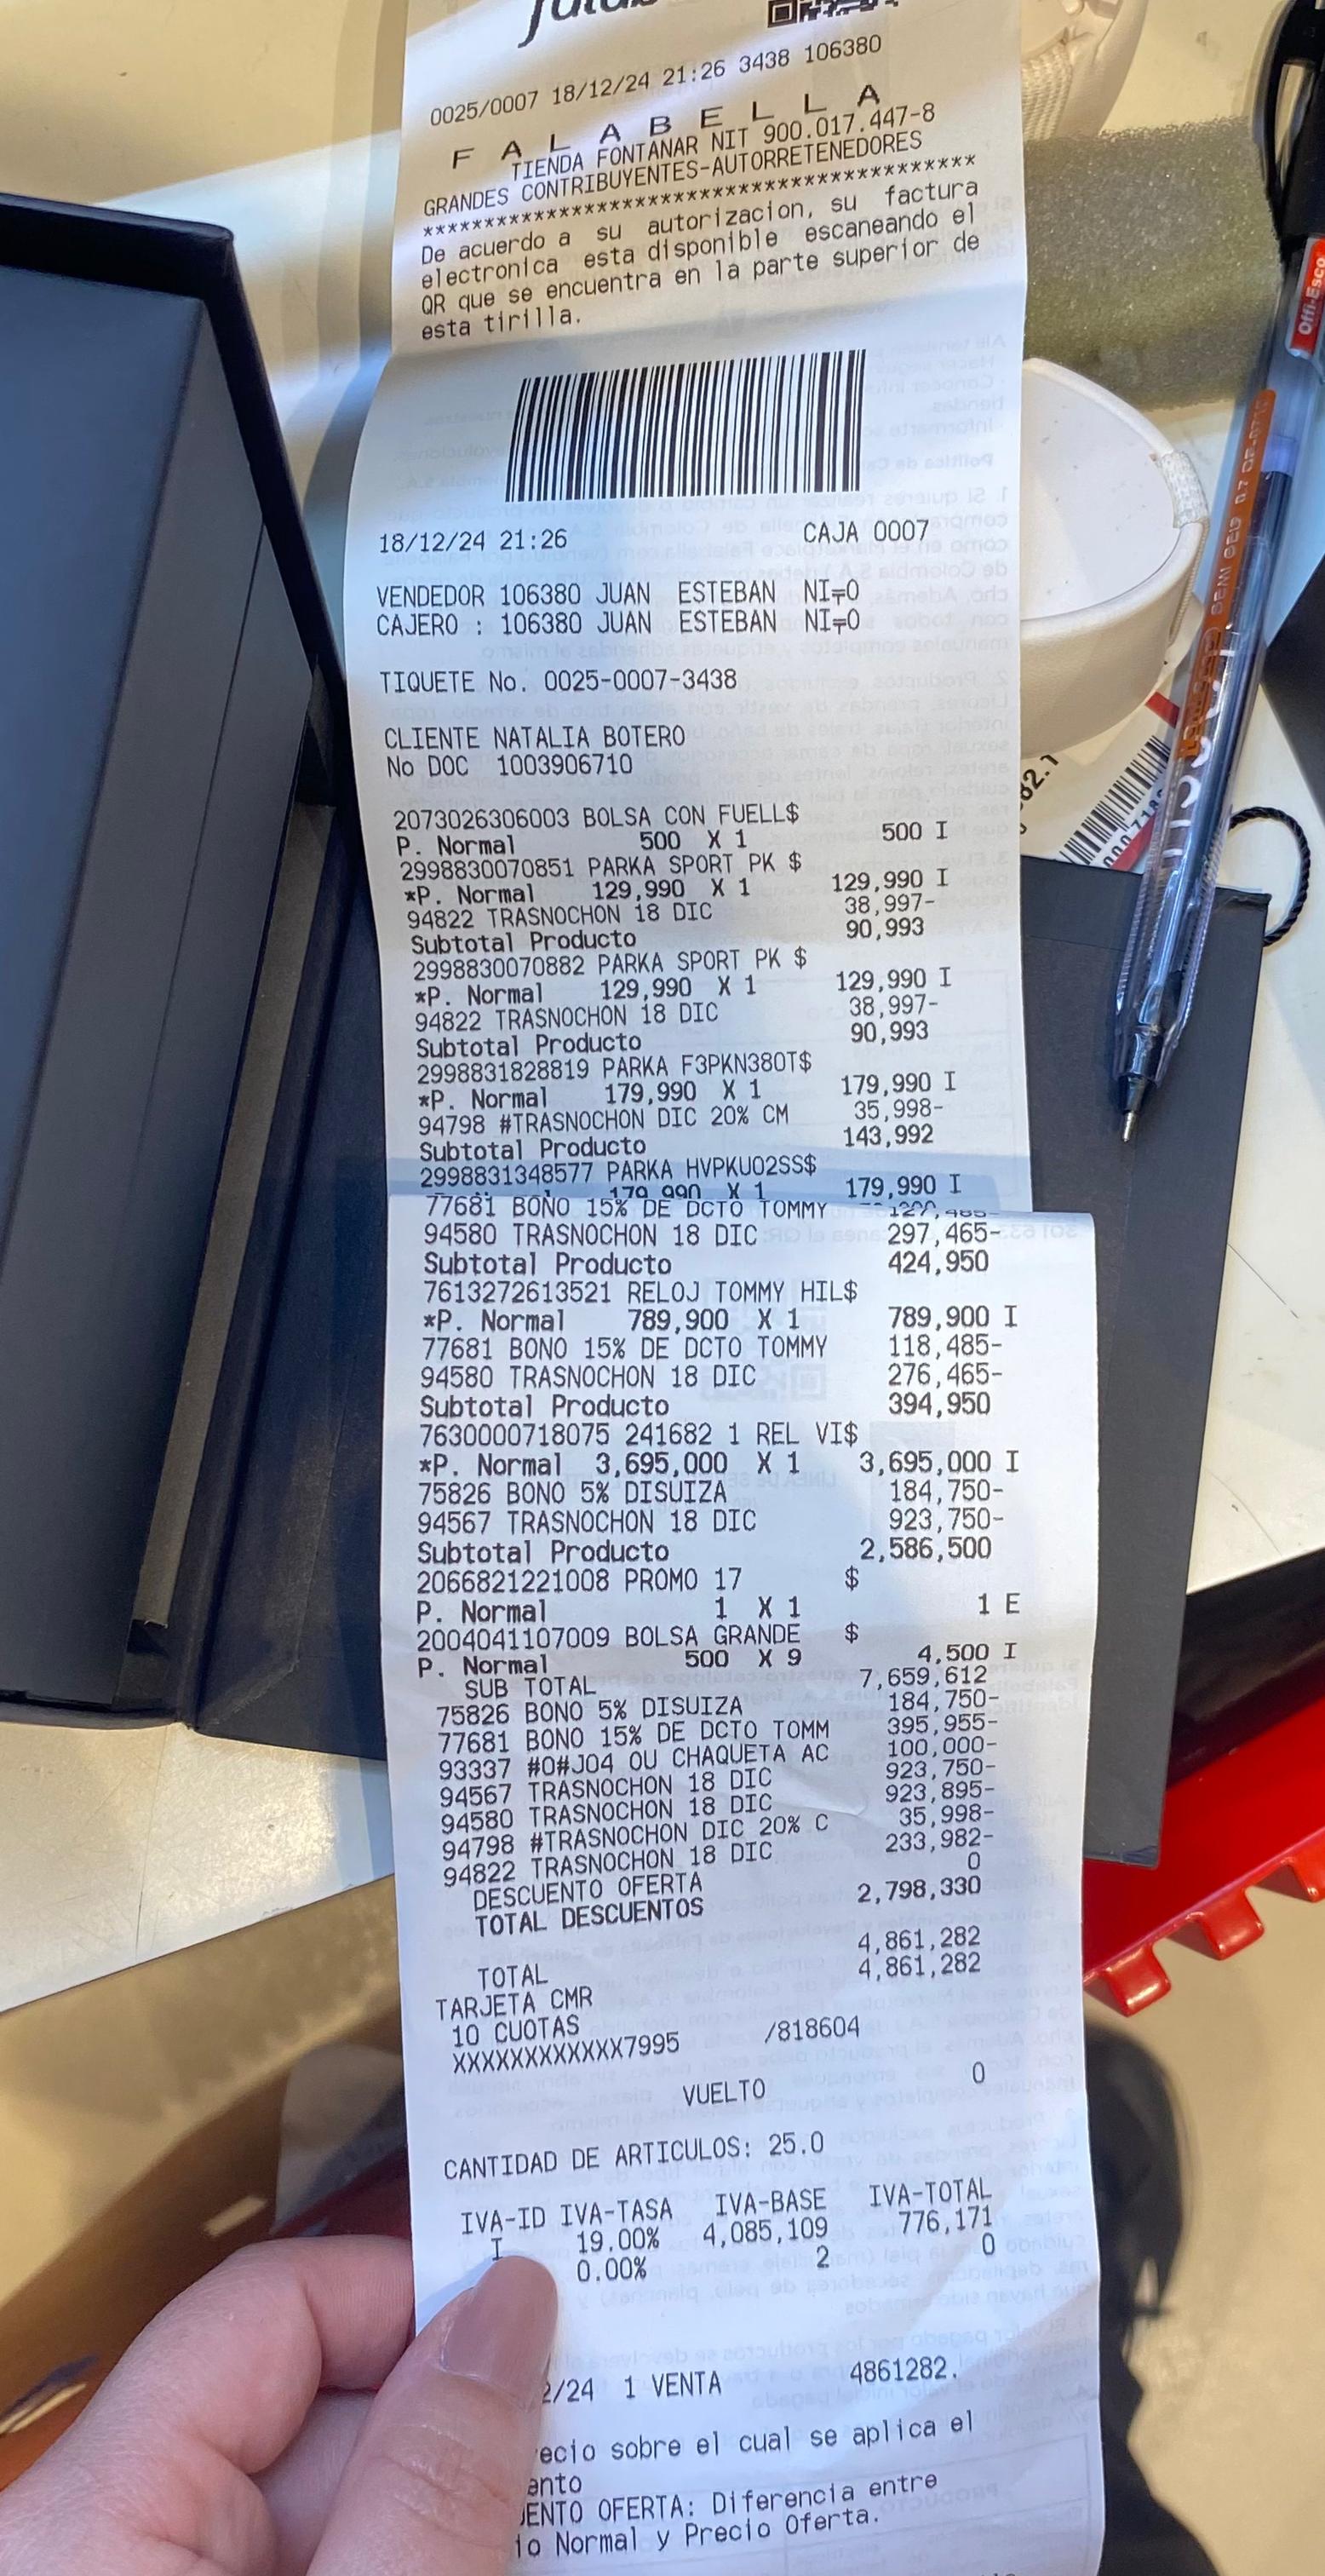 0025/0007 18/12/24 21:26 3438 106380
F A L A B E L L A
TIENDA FONTANAR NIT 900.017.447-8
GRANDES CONTRIBUYENTES-AUTORRETENEDORES
******************************************
De acuerdo a su autorizacion, su factura
electronica esta disponible escaneando el
QR que se encuentra en la parte superior de
esta tirilla.
18/12/24 21:26 CAJA 0007
VENDEDOR 106380 JUAN ESTEBAN NI╤O
CAJERO : 106380 JUAN ESTEBAN NI╤O
TIQUETE No. 0025-0007-3438
CLIENTE NATALIA BOTERO
No DOC 1003906710
2073026306003 BOLSA CON FUELL$
P. Normal 500 X 1 500 I
2998830070851 PARKA SPORT PK $
*P. Normal 129,990 X 1 129,990 I
94822 TRASNOCHON 18 DIC 38,997-
Subtotal Producto 90,993
2998830070882 PARKA SPORT PK $
*P. Normal 129,990 X 1 129,990 I
94822 TRASNOCHON 18 DIC 38,997-
Subtotal Producto 90,993
2998831828819 PARKA F3PKN380T$
*P. Normal 179,990 X 1 179,990 I
94798 #TRASNOCHON DIC 20% CM 35,998-
Subtotal Producto 143,992
2998831348577 PARKA HVPKU02SS$
179,990 X 1 179,990 I
77681 BONO 15% DE DCTO TOMMY
94580 TRASNOCHON 18 DIC 297,465-
Subtotal Producto 424,950
7613272613521 RELOJ TOMMY HIL$
*P. Normal 789,900 X 1 789,900 I
77681 BONO 15% DE DCTO TOMMY 118,485-
94580 TRASNOCHON 18 DIC 276,465-
Subtotal Producto 394,950
7630000718075 241682 1 REL VI$
*P. Normal 3,695,000 X 1 3,695,000 I
75826 BONO 5% DISUIZA 184,750-
94567 TRASNOCHON 18 DIC 923,750-
Subtotal Producto 2,586,500
2066821221008 PROMO 17 $
P. Normal 1 X 1 1 E
2004041107009 BOLSA GRANDE $
P. Normal 500 X 9 4,500 I
SUB TOTAL 7,659,612
75826 BONO 5% DISUIZA 184,750-
77681 BONO 15% DE DCTO TOMM 395,955-
93337 #O#J04 OU CHAQUETA AC 100,000-
94567 TRASNOCHON 18 DIC 923,750-
94580 TRASNOCHON 18 DIC 923,895-
94798 #TRASNOCHON DIC 20% C 35,998-
94822 TRASNOCHON 18 DIC 233,982-
DESCUENTO OFERTA 0
TOTAL DESCUENTOS 2,798,330
TOTAL 4,861,282
TARJETA CMR 4,861,282
10 CUOTAS
XXXXXXXXXXXX7995 /818604
VUELTO 0
CANTIDAD DE ARTICULOS: 25.0
IVA-ID IVA-TASA IVA-BASE IVA-TOTAL
I 19.00% 4,085,109 776,171
0.00% 2 0
2/24 1 VENTA 4861282.
ecio sobre el cual se aplica el
ento
ENTO OFERTA: Diferencia entre
io Normal y Precio Oferta.
Offi-Esco